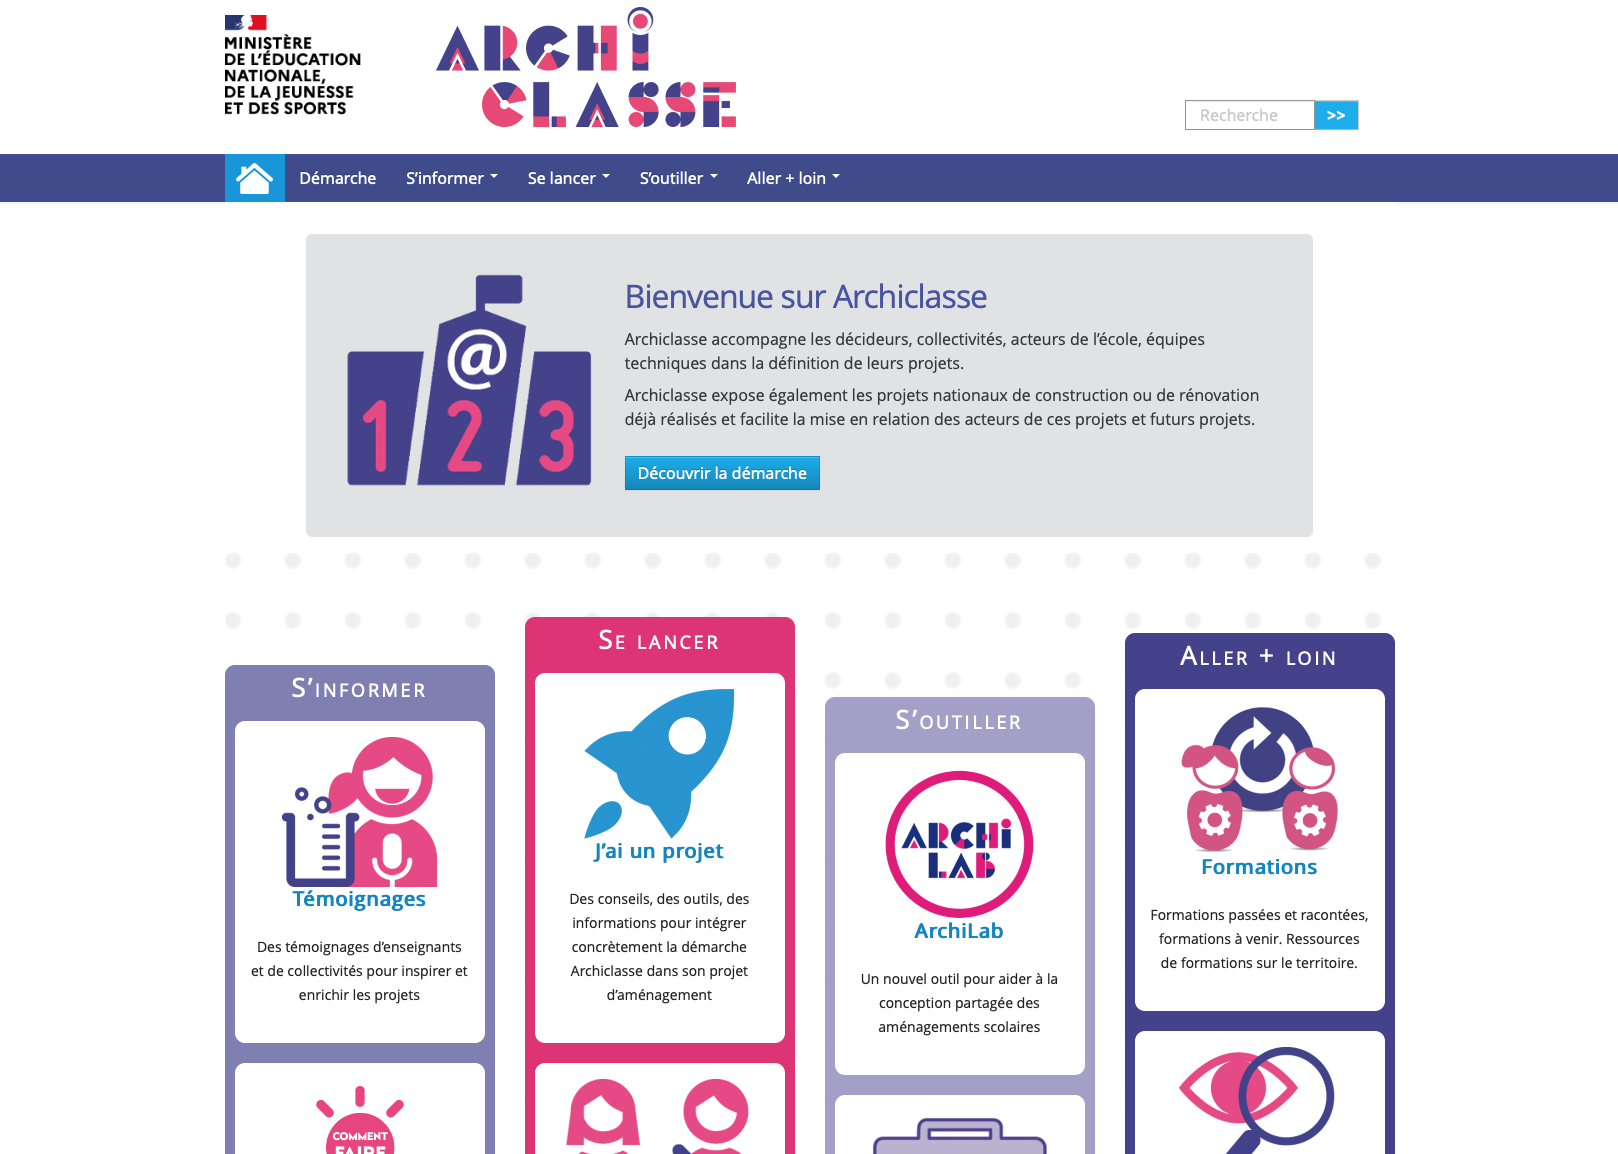 MINISTÈRE
DE L'ÉDUCATION
NATIONALE,
DE LA JEUNESSE
ET DES SPORTS
ARCHI
CLASSE
Recherche >>
Démarche S'informer Se lancer S'outiller Aller + loin
@
1 2 3
Bienvenue sur Archiclasse
Archiclasse accompagne les décideurs, collectivités, acteurs de l'école, équipes
techniques dans la définition de leurs projets.
Archiclasse expose également les projets nationaux de construction ou de rénovation
déjà réalisés et facilite la mise en relation des acteurs de ces projets et futurs projets.
Découvrir la démarche
S'informer
Témoignages
Des témoignages d'enseignants
et de collectivités pour inspirer et
enrichir les projets
COMMENT
FAIRE
Se lancer
J'ai un projet
Des conseils, des outils, des
informations pour intégrer
concrètement la démarche
Archiclasse dans son projet
d'aménagement
S'outiller
ARCHI
LAB
ArchiLab
Un nouvel outil pour aider à la
conception partagée des
aménagements scolaires
Aller + loin
Formations
Formations passées et racontées,
formations à venir. Ressources
de formations sur le territoire.